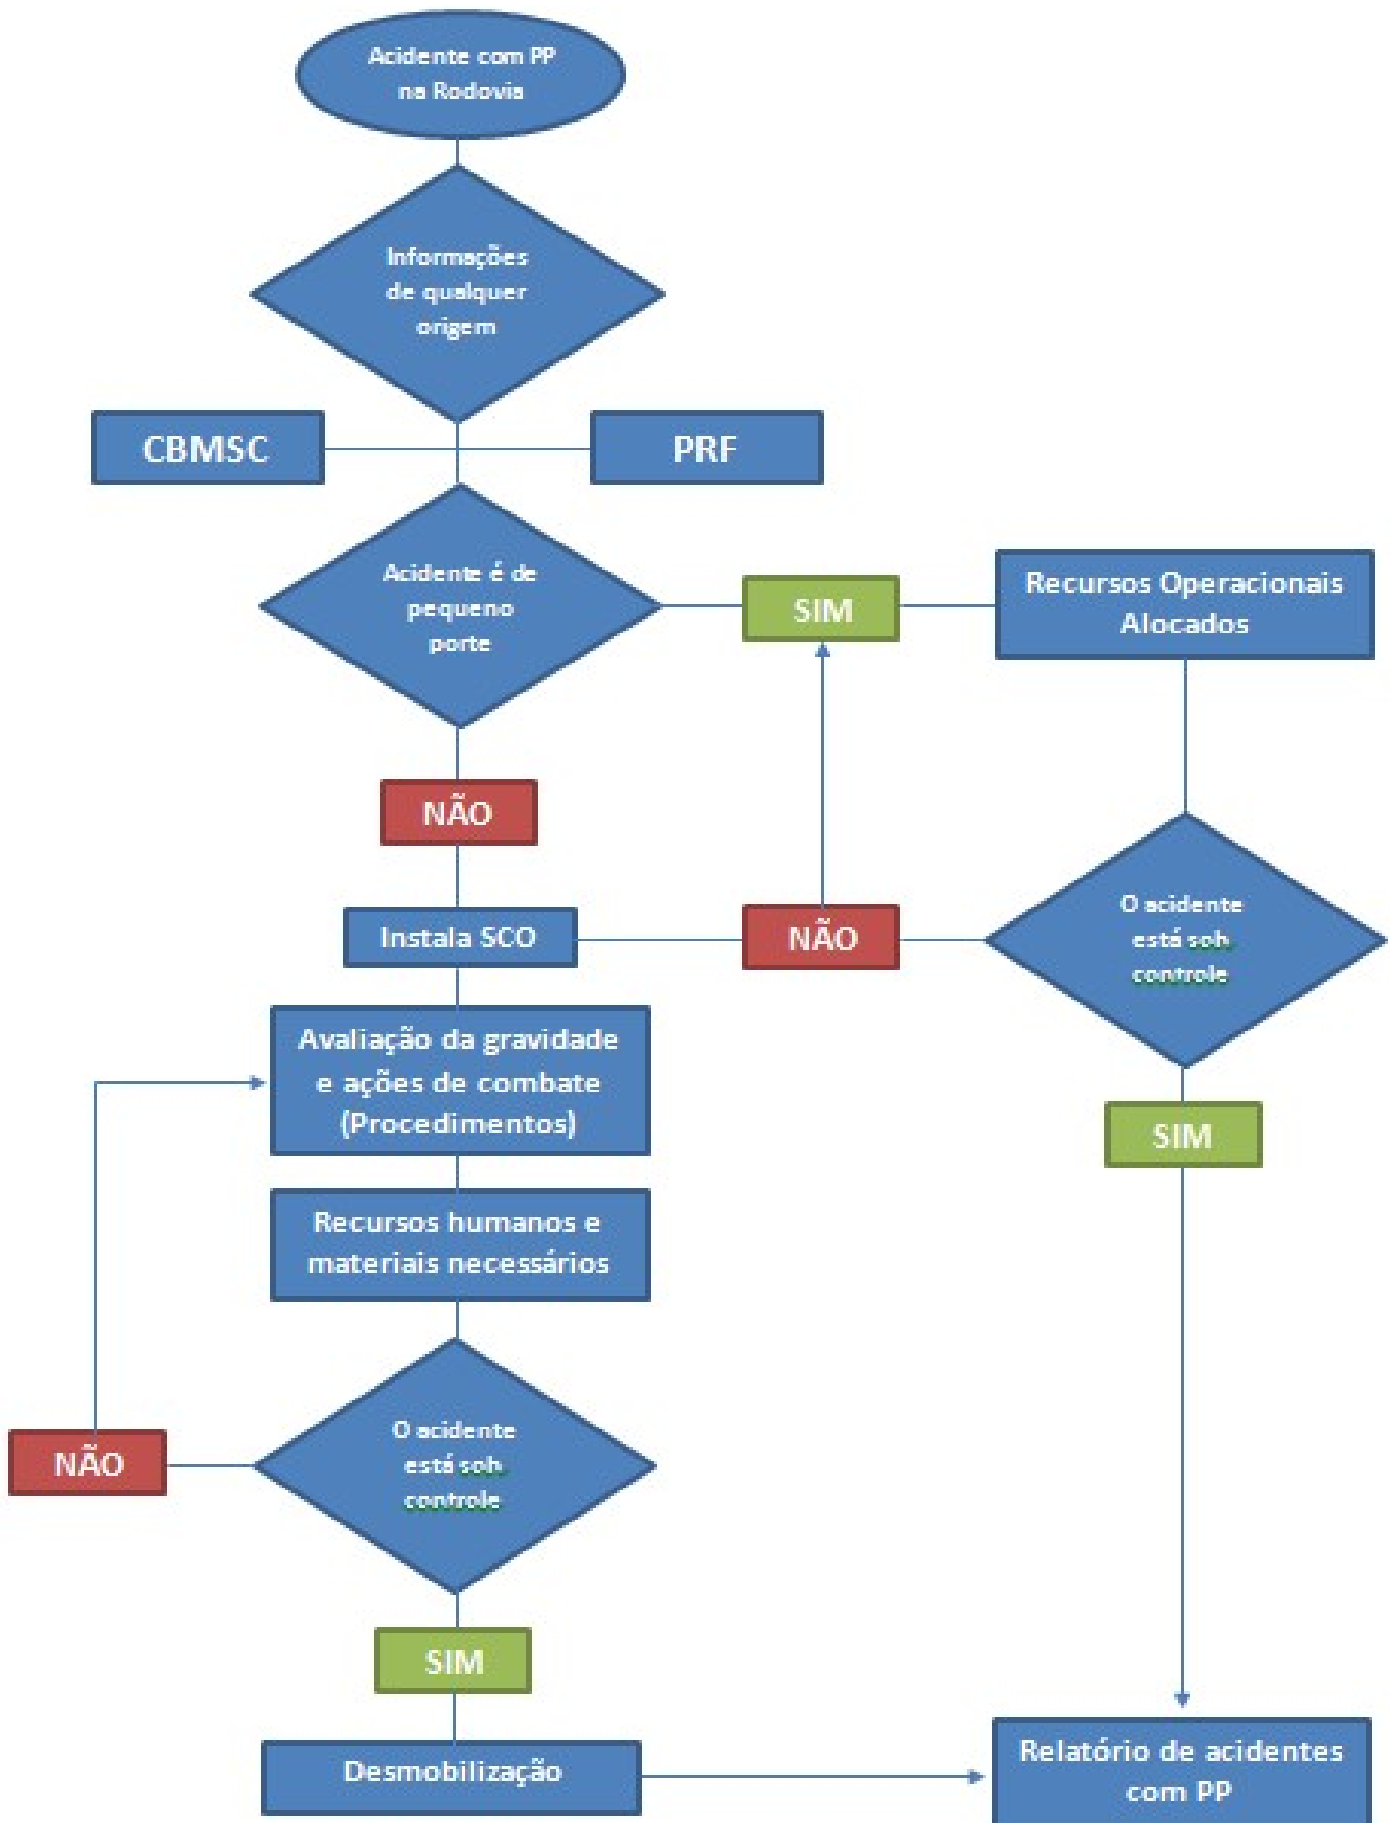 Acidente com PP
na Rodovia
Informações
de qualquer
origem
CBMSC
PRF
Acidente é de
pequeno
porte
SIM
Recursos Operacionais
Alocados
NÃO
O acidente
está soh
controle
Instala SCO
NÃO
Avaliação da gravidade
e ações de combate
(Procedimentos)
SIM
Recursos humanos e
materiais necessários
O acidente
está soh
controle
NÃO
SIM
Desmobilização
Relatório de acidentes
com PP